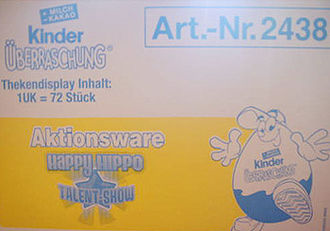 + MILCH
+ KAKAO
Kinder
ÜBERRASCHUNG®
Art.-Nr. 2438
Thekendisplay Inhalt:
1UK = 72 Stück
Aktionsware
Happy Hippo
TALENT-SHOW
Kinder
ÜBERRASCHUNG